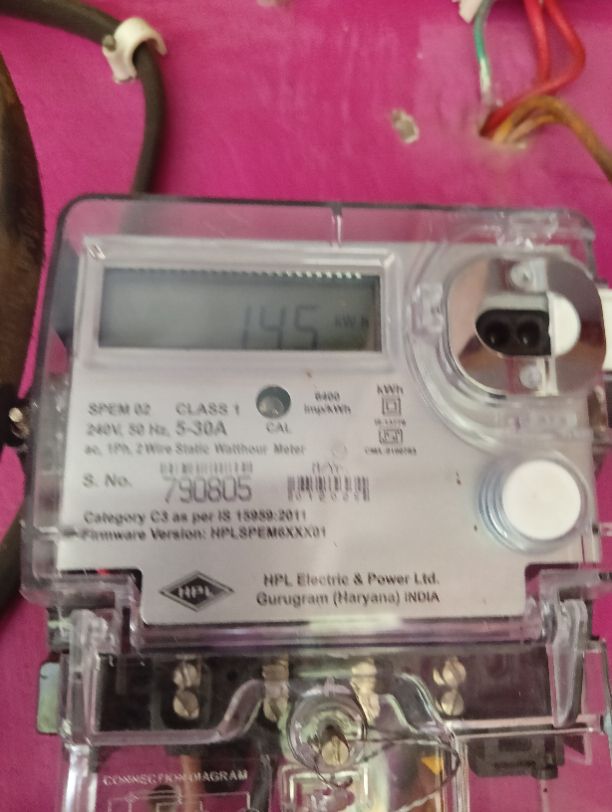 145 kWh
SPEM 02 CLASS 1
240V, 50 Hz, 5-30A
CAL
6400
imp/kWh
kWh
ac, 1Ph, 2 Wire Static Watthour Meter
S. No. 790805
Category C3 as per IS 15959:2011
Firmware Version: HPLSPEM6XXX01
HPL
HPL Electric & Power Ltd.
Gurugram (Haryana) INDIA
CONNECTION DIAGRAM